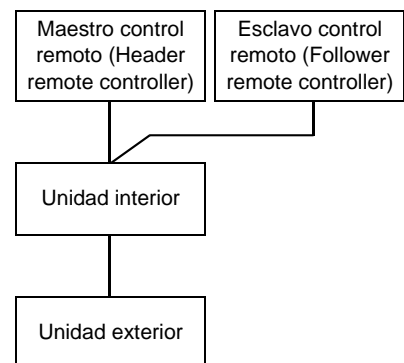 Maestro control
remoto (Header
remote controller)
Esclavo control
remoto (Follower
remote controller)
Unidad interior
Unidad exterior